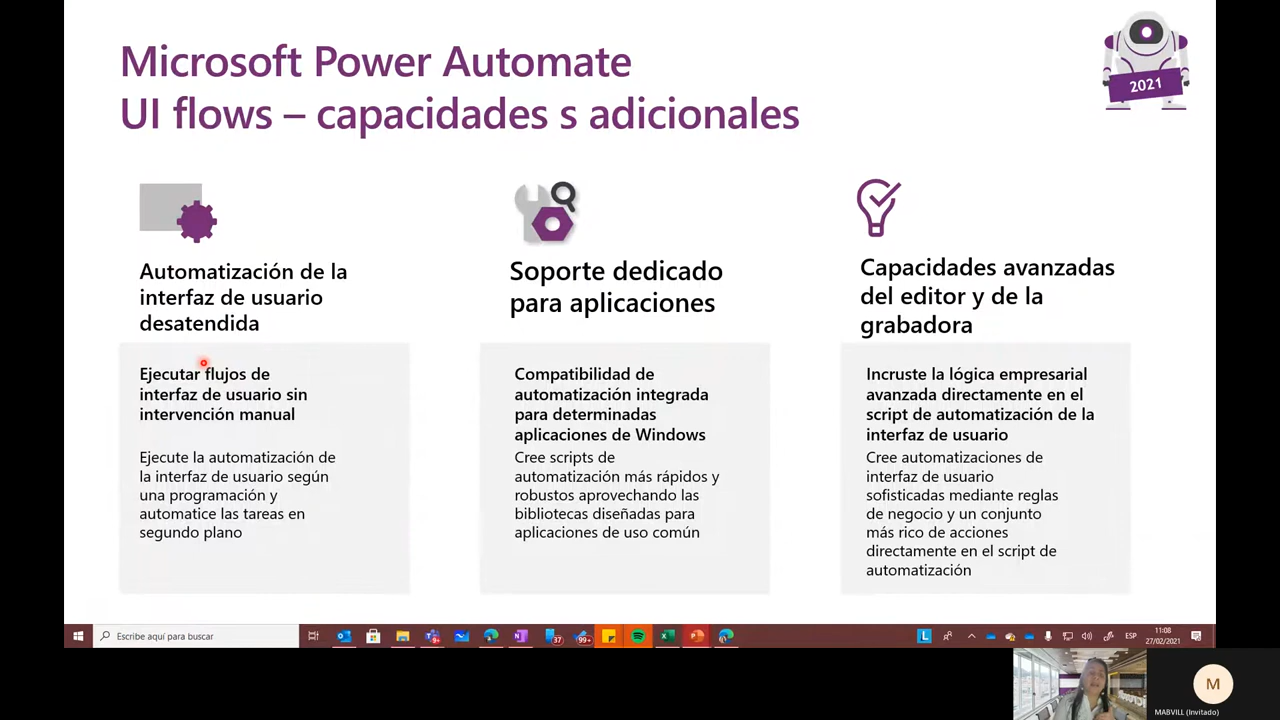 Microsoft Power Automate
UI flows – capacidades s adicionales
2021
Automatización de la
interfaz de usuario
desatendida
Ejecutar flujos de
interfaz de usuario sin
intervención manual
Ejecute la automatización de
la interfaz de usuario según
una programación y
automatice las tareas en
segundo plano
Soporte dedicado
para aplicaciones
Compatibilidad de
automatización integrada
para determinadas
aplicaciones de Windows
Cree scripts de
automatización más rápidos y
robustos aprovechando las
bibliotecas diseñadas para
aplicaciones de uso común
Capacidades avanzadas
del editor y de la
grabadora
Incruste la lógica empresarial
avanzada directamente en el
script de automatización de la
interfaz de usuario
Cree automatizaciones de
interfaz de usuario
sofisticadas mediante reglas
de negocio y un conjunto
más rico de acciones
directamente en el script de
automatización
Escribe aquí para buscar
37
99+
L
ESP
11:08
27/02/2021
M
MABVILL (Invitado)